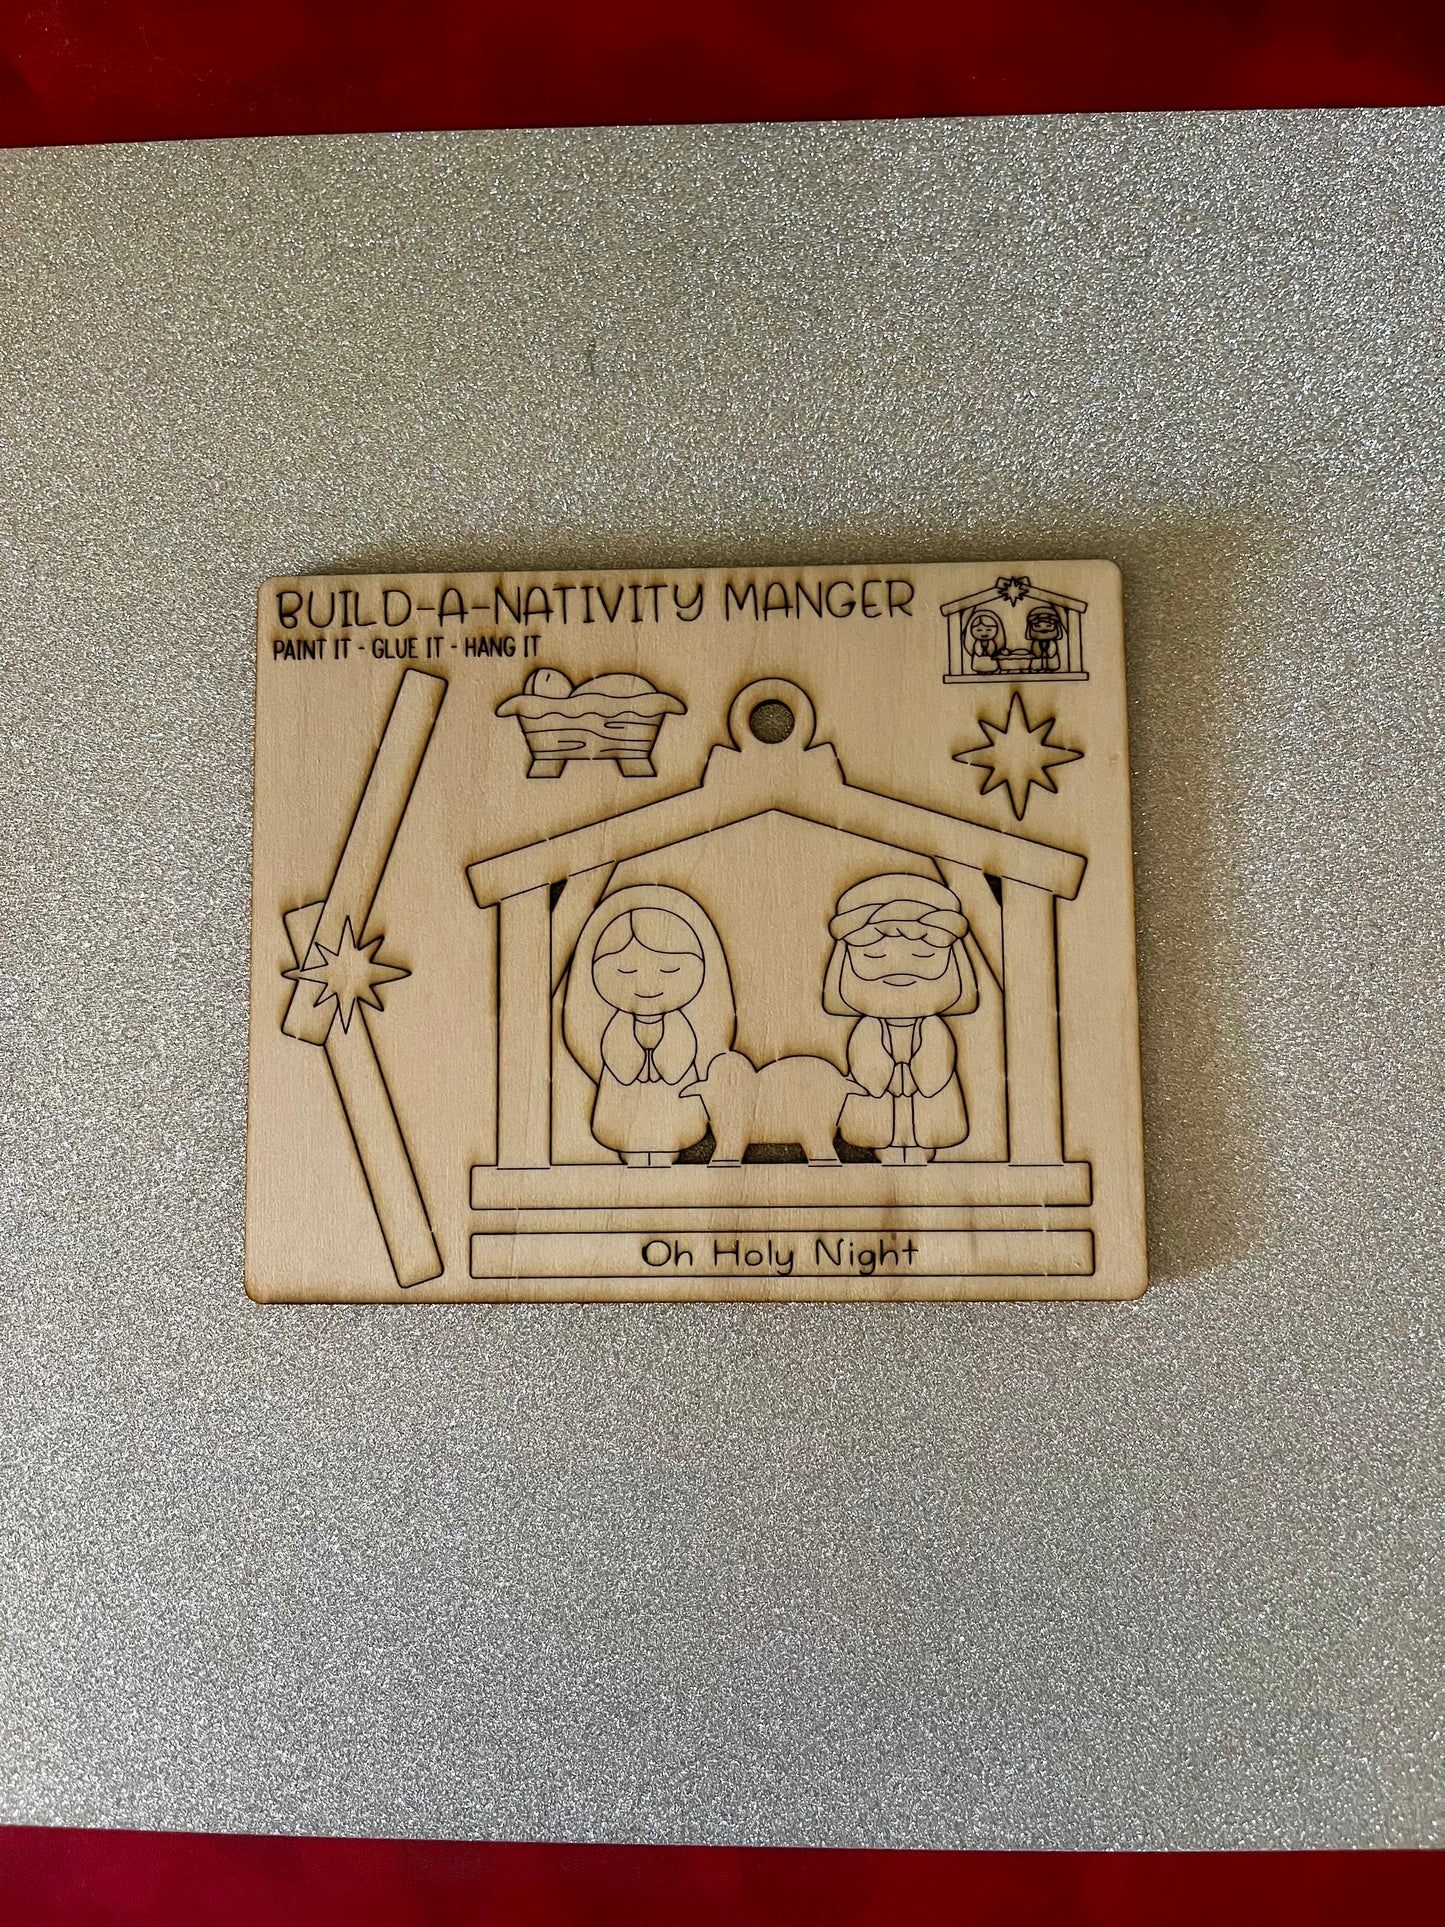 BUILD-A-NATIVITY MANGER
PAINT IT - GLUE IT - HANG IT
Oh Holy Night